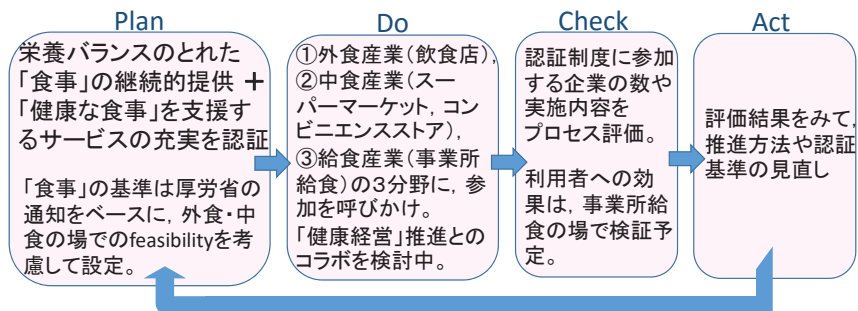 Plan
栄養バランスのとれた
「食事」の継続的提供 +
「健康な食事」を支援す
るサービスの充実を認証
「食事」の基準は厚労省の
通知をベースに, 外食・中
食の場でのfeasibilityを考
慮して設定。
Do
①外食産業(飲食店),
②中食産業(スー
パーマーケット, コン
ビニエンスストア),
③給食産業(事業所
給食)の3分野に, 参
加を呼びかけ。
「健康経営」推進との
コラボを検討中。
Check
認証制度に参加
する企業の数や
実施内容を
プロセス評価。
利用者への効
果は, 事業所給
食の場で検証予
定。
Act
評価結果をみて,
推進方法や認証
基準の見直し